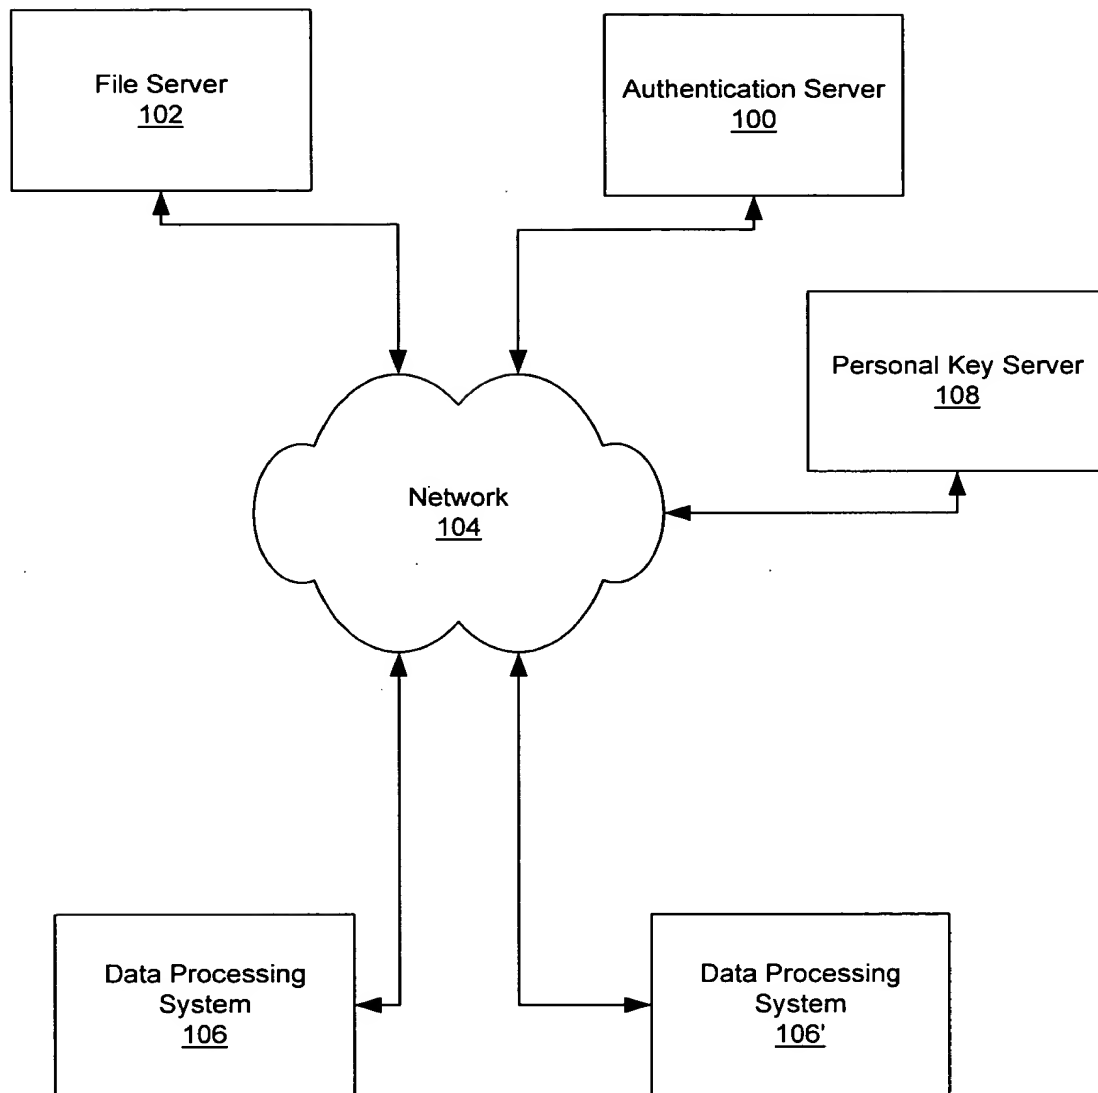 File Server
102
Authentication Server
100
Personal Key Server
108
Network
104
Data Processing
System
106
Data Processing
System
106'